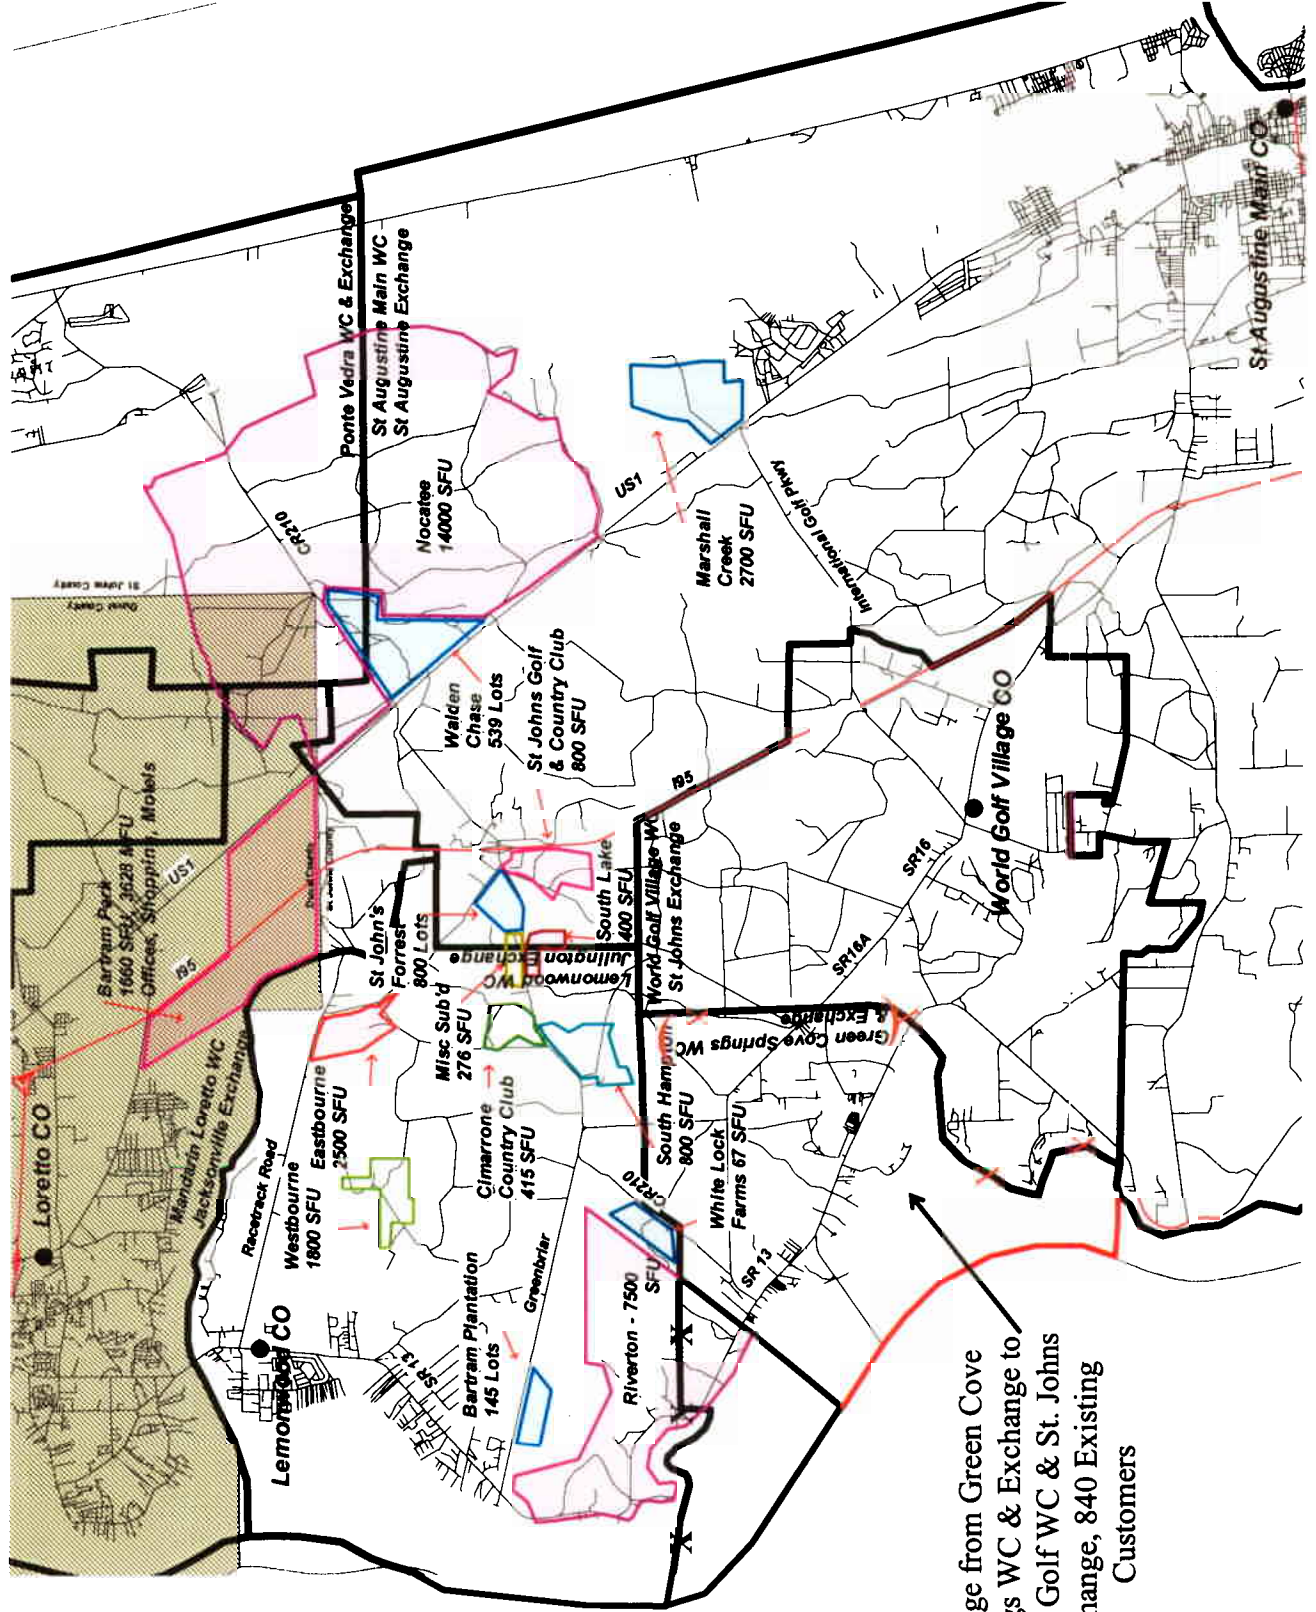 Loretto CO
Bartram Park
1660 SFU, 3628 MFU
Offices, Shopping, Motels
I95
US1
Mandarin Loretto WC
Jacksonville Exchange
Duval County
St Johns County
Duval County
St Johns County
CR210
Ponte Vedra WC & Exchange
St Augustine Main WC
St Augustine Exchange
Nocatee
14000 SFU
US1
Marshall
Creek
2700 SFU
International Golf Pkwy
St Augustine Main CO
Walden
Chase
539 Lots
St Johns Golf
& Country Club
800 SFU
I95
St John's
Forrest
800 Lots
South Lake
400 SFU
Lemonwood WC
Julington Exchange
World Golf Village WC
St Johns Exchange
Misc Sub'd
276 SFU
Racetrack Road
Eastbourne
2500 SFU
Westbourne
1800 SFU
Cimarrone
Country Club
415 SFU
South Hampton
800 SFU
Green Cove Springs WC
& Exchange
White Lock
Farms 67 SFU
CR210
SR16A
SR16
World Golf Village CO
Lemonwood CO
SR 13
Bartram Plantation
145 Lots
Greenbriar
Riverton - 7500
SFU
SR 13
X
X
X
ge from Green Cove
gs WC & Exchange to
Golf WC & St. Johns
hange, 840 Existing
Customers